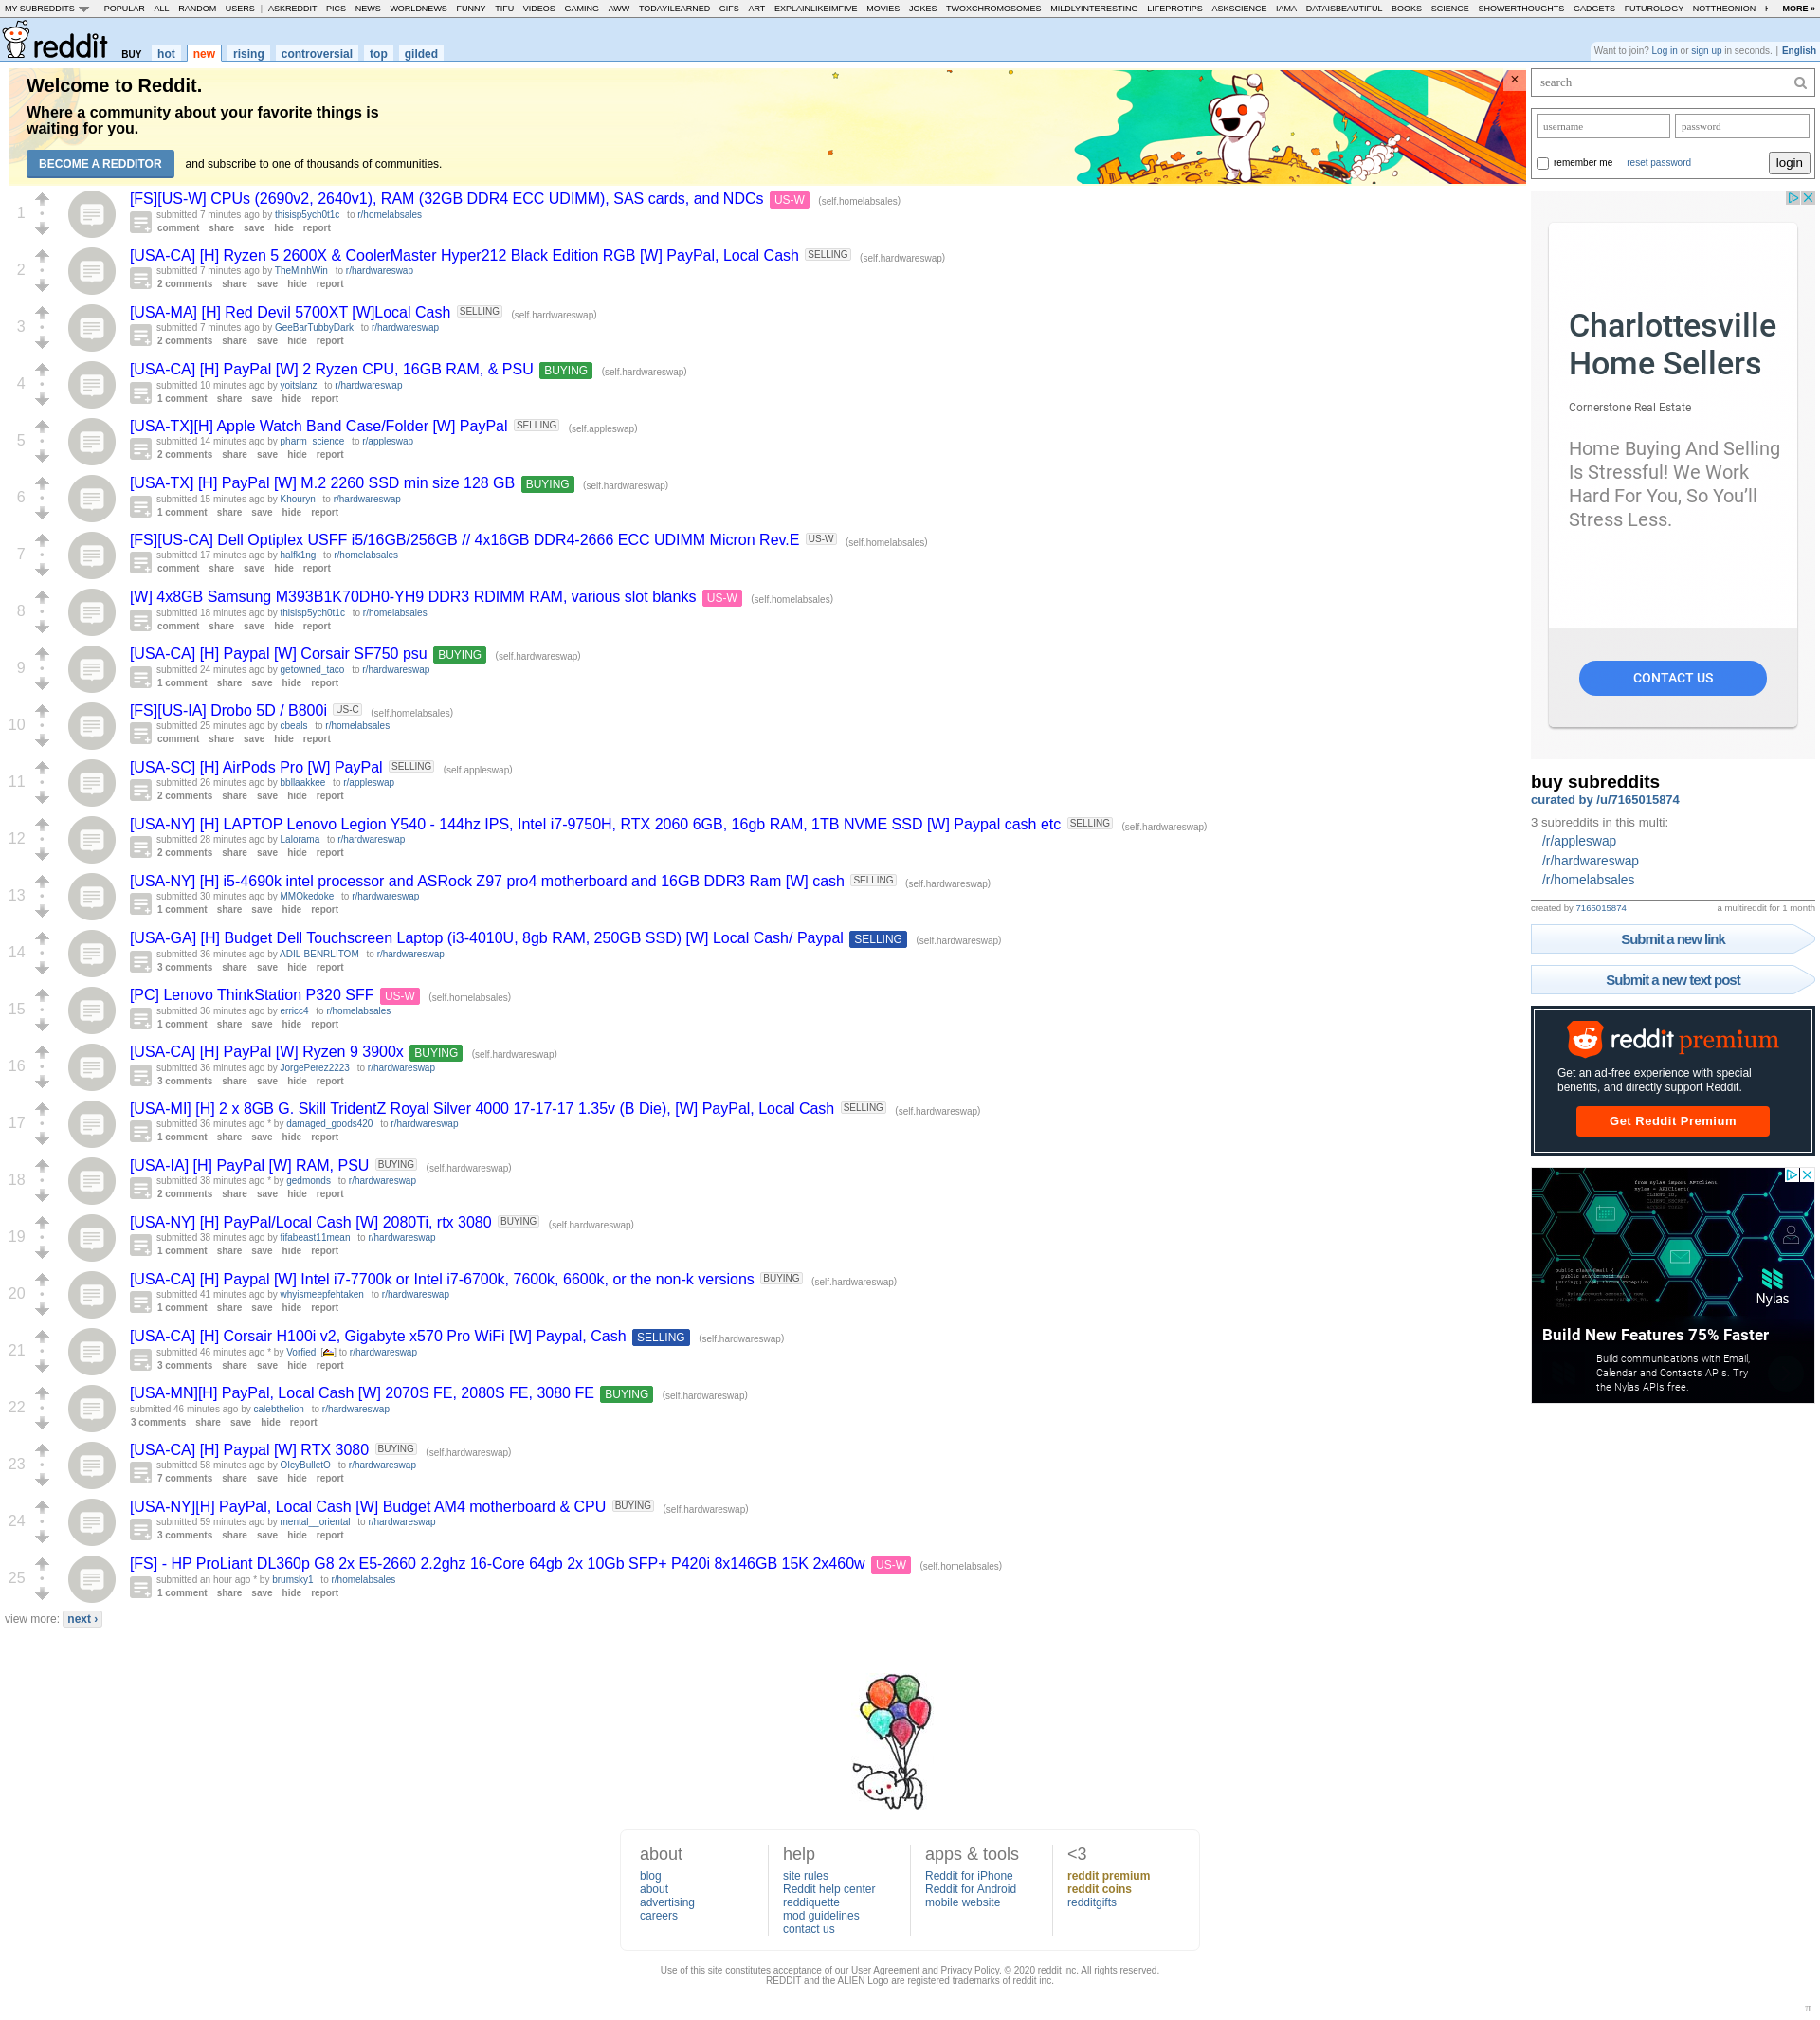 MY SUBREDDITS POPULAR - ALL - RANDOM - USERS | ASKREDDIT - PICS - NEWS - WORLDNEWS - FUNNY - TIFU - VIDEOS - GAMING - AWW - TODAYILEARNED - GIFS - ART - EXPLAINLIKEIMFIVE - MOVIES - JOKES - TWOXCHROMOSOMES - MILDLYINTERESTING - LIFEPROTIPS - ASKSCIENCE - IAMA - DATAISBEAUTIFUL - BOOKS - SCIENCE - SHOWERTHOUGHTS - GADGETS - FUTUROLOGY - NOTTHEONION - MORE »
reddit BUY hot new rising controversial top gilded
Want to join? Log in or sign up in seconds. | English
Welcome to Reddit.
Where a community about your favorite things is
waiting for you.
BECOME A REDDITOR and subscribe to one of thousands of communities.
1
[FS][US-W] CPUs (2690v2, 2640v1), RAM (32GB DDR4 ECC UDIMM), SAS cards, and NDCs US-W (self.homelabsales)
submitted 7 minutes ago by thisisp5ych0t1c to r/homelabsales
comment share save hide report
2
[USA-CA] [H] Ryzen 5 2600X & CoolerMaster Hyper212 Black Edition RGB [W] PayPal, Local Cash SELLING (self.hardwareswap)
submitted 7 minutes ago by TheMinhWin to r/hardwareswap
2 comments share save hide report
3
[USA-MA] [H] Red Devil 5700XT [W]Local Cash SELLING (self.hardwareswap)
submitted 7 minutes ago by GeeBarTubbyDark to r/hardwareswap
2 comments share save hide report
4
[USA-CA] [H] PayPal [W] 2 Ryzen CPU, 16GB RAM, & PSU BUYING (self.hardwareswap)
submitted 10 minutes ago by yoitslanz to r/hardwareswap
1 comment share save hide report
5
[USA-TX][H] Apple Watch Band Case/Folder [W] PayPal SELLING (self.appleswap)
submitted 14 minutes ago by pharm_science to r/appleswap
2 comments share save hide report
6
[USA-TX] [H] PayPal [W] M.2 2260 SSD min size 128 GB BUYING (self.hardwareswap)
submitted 15 minutes ago by Khouryn to r/hardwareswap
1 comment share save hide report
7
[FS][US-CA] Dell Optiplex USFF i5/16GB/256GB // 4x16GB DDR4-2666 ECC UDIMM Micron Rev.E US-W (self.homelabsales)
submitted 17 minutes ago by halfk1ng to r/homelabsales
comment share save hide report
8
[W] 4x8GB Samsung M393B1K70DH0-YH9 DDR3 RDIMM RAM, various slot blanks US-W (self.homelabsales)
submitted 18 minutes ago by thisisp5ych0t1c to r/homelabsales
comment share save hide report
9
[USA-CA] [H] Paypal [W] Corsair SF750 psu BUYING (self.hardwareswap)
submitted 24 minutes ago by getowned_taco to r/hardwareswap
1 comment share save hide report
10
[FS][US-IA] Drobo 5D / B800i US-C (self.homelabsales)
submitted 25 minutes ago by cbeals to r/homelabsales
comment share save hide report
11
[USA-SC] [H] AirPods Pro [W] PayPal SELLING (self.appleswap)
submitted 26 minutes ago by bbllaakkee to r/appleswap
2 comments share save hide report
12
[USA-NY] [H] LAPTOP Lenovo Legion Y540 - 144hz IPS, Intel i7-9750H, RTX 2060 6GB, 16gb RAM, 1TB NVME SSD [W] Paypal cash etc SELLING (self.hardwareswap)
submitted 28 minutes ago by Lalorama to r/hardwareswap
2 comments share save hide report
13
[USA-NY] [H] i5-4690k intel processor and ASRock Z97 pro4 motherboard and 16GB DDR3 Ram [W] cash SELLING (self.hardwareswap)
submitted 30 minutes ago by MMOkedoke to r/hardwareswap
1 comment share save hide report
14
[USA-GA] [H] Budget Dell Touchscreen Laptop (i3-4010U, 8gb RAM, 250GB SSD) [W] Local Cash/ Paypal SELLING (self.hardwareswap)
submitted 36 minutes ago by ADIL-BENRLITOM to r/hardwareswap
3 comments share save hide report
15
[PC] Lenovo ThinkStation P320 SFF US-W (self.homelabsales)
submitted 36 minutes ago by erricc4 to r/homelabsales
1 comment share save hide report
16
[USA-CA] [H] PayPal [W] Ryzen 9 3900x BUYING (self.hardwareswap)
submitted 36 minutes ago by JorgePerez2223 to r/hardwareswap
3 comments share save hide report
17
[USA-MI] [H] 2 x 8GB G. Skill TridentZ Royal Silver 4000 17-17-17 1.35v (B Die), [W] PayPal, Local Cash SELLING (self.hardwareswap)
submitted 36 minutes ago * by damaged_goods420 to r/hardwareswap
1 comment share save hide report
18
[USA-IA] [H] PayPal [W] RAM, PSU BUYING (self.hardwareswap)
submitted 38 minutes ago * by gedmonds to r/hardwareswap
2 comments share save hide report
19
[USA-NY] [H] PayPal/Local Cash [W] 2080Ti, rtx 3080 BUYING (self.hardwareswap)
submitted 38 minutes ago by fifabeast11mean to r/hardwareswap
1 comment share save hide report
20
[USA-CA] [H] Paypal [W] Intel i7-7700k or Intel i7-6700k, 7600k, 6600k, or the non-k versions BUYING (self.hardwareswap)
submitted 41 minutes ago by whyismeepfehtaken to r/hardwareswap
1 comment share save hide report
21
[USA-CA] [H] Corsair H100i v2, Gigabyte x570 Pro WiFi [W] Paypal, Cash SELLING (self.hardwareswap)
submitted 46 minutes ago * by Vorfied [] to r/hardwareswap
3 comments share save hide report
22
[USA-MN][H] PayPal, Local Cash [W] 2070S FE, 2080S FE, 3080 FE BUYING (self.hardwareswap)
submitted 46 minutes ago by calebthelion to r/hardwareswap
3 comments share save hide report
23
[USA-CA] [H] Paypal [W] RTX 3080 BUYING (self.hardwareswap)
submitted 58 minutes ago by OIcyBulletO to r/hardwareswap
7 comments share save hide report
24
[USA-NY][H] PayPal, Local Cash [W] Budget AM4 motherboard & CPU BUYING (self.hardwareswap)
submitted 59 minutes ago by mental__oriental to r/hardwareswap
3 comments share save hide report
25
[FS] - HP ProLiant DL360p G8 2x E5-2660 2.2ghz 16-Core 64gb 2x 10Gb SFP+ P420i 8x146GB 15K 2x460w US-W (self.homelabsales)
submitted an hour ago * by brumsky1 to r/homelabsales
1 comment share save hide report
view more: next ›
search
username password
remember me reset password login
Charlottesville
Home Sellers
Cornerstone Real Estate
Home Buying And Selling
Is Stressful! We Work
Hard For You, So You'll
Stress Less.
CONTACT US
buy subreddits
curated by /u/7165015874
3 subreddits in this multi:
/r/appleswap
/r/hardwareswap
/r/homelabsales
created by 7165015874 a multireddit for 1 month
Submit a new link
Submit a new text post
reddit premium
Get an ad-free experience with special
benefits, and directly support Reddit.
Get Reddit Premium
Nylas
Build New Features 75% Faster
Build communications with Email,
Calendar and Contacts APIs. Try
the Nylas APIs free.
about
blog
about
advertising
careers
help
site rules
Reddit help center
reddiquette
mod guidelines
contact us
apps & tools
Reddit for iPhone
Reddit for Android
mobile website
<3
reddit premium
reddit coins
redditgifts
Use of this site constitutes acceptance of our User Agreement and Privacy Policy. © 2020 reddit inc. All rights reserved.
REDDIT and the ALIEN Logo are registered trademarks of reddit inc.
π